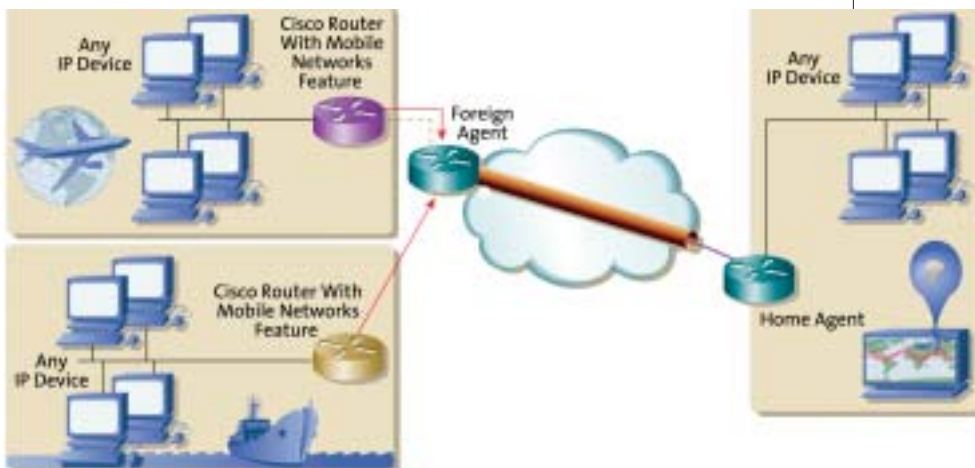 Any
IP Device
Cisco Router
With Mobile
Networks
Feature
Foreign
Agent
Any
IP Device
Cisco Router With
Mobile Networks
Feature
Any
IP Device
Home Agent